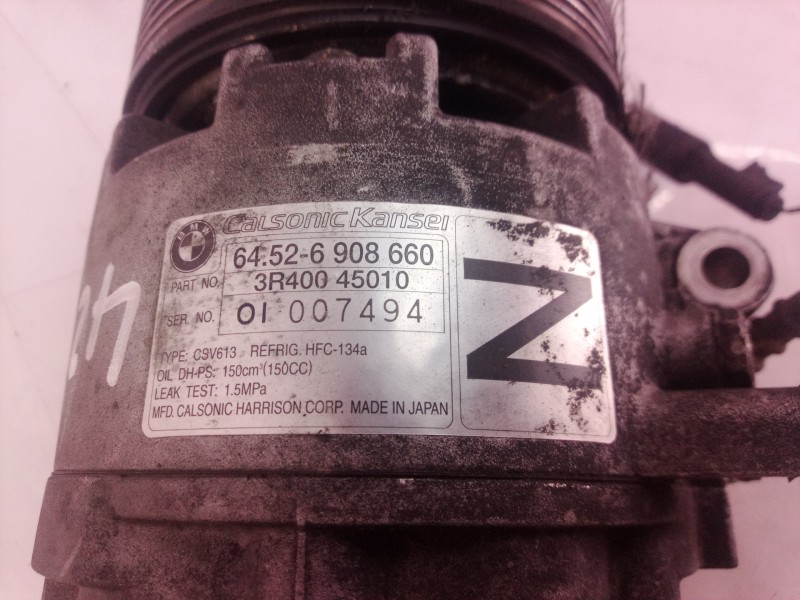 BMW
Calsonic Kansei
64.52-6 908 660
PART NO. 3R400 45010
SER NO. 01 007494
TYPE: CSV613 REFRIG. HFC-134a
OIL DH-PS: 150cm³ (150CC)
LEAK TEST: 1.5MPa
MFD. CALSONIC HARRISON CORP. MADE IN JAPAN
Z